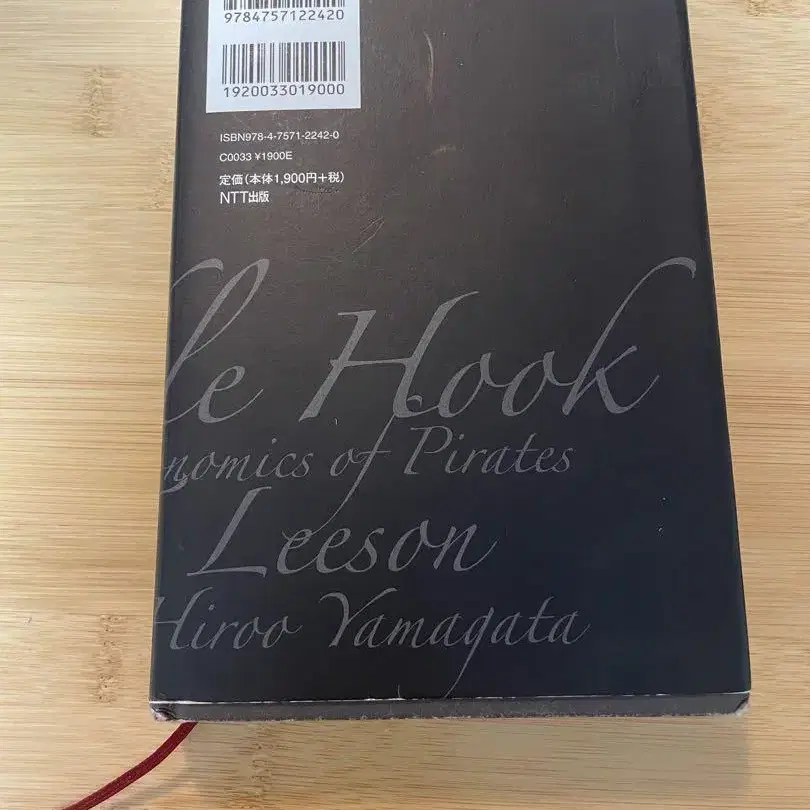 9784757122420
1920033019000
ISBN978-4-7571-2242-0
C0033 ¥1900E
定価(本体1,900円+税)
NTT出版
le Hook
nomics of Pirates
Leeson
Hiroo Yamagata